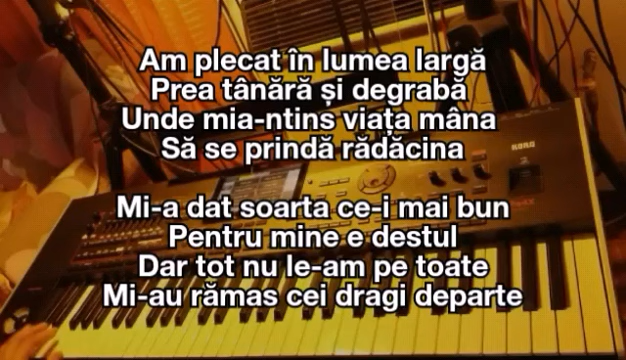 Am plecat în lumea largă
Prea tânără și degrabă
Unde mia-ntins viața mâna
Să se prindă rădăcina
KORG
Mi-a dat soarta ce-i mai bun
Pentru mine e destul
Dar tot nu le-am pe toate
Mi-au rămas cei dragi departe